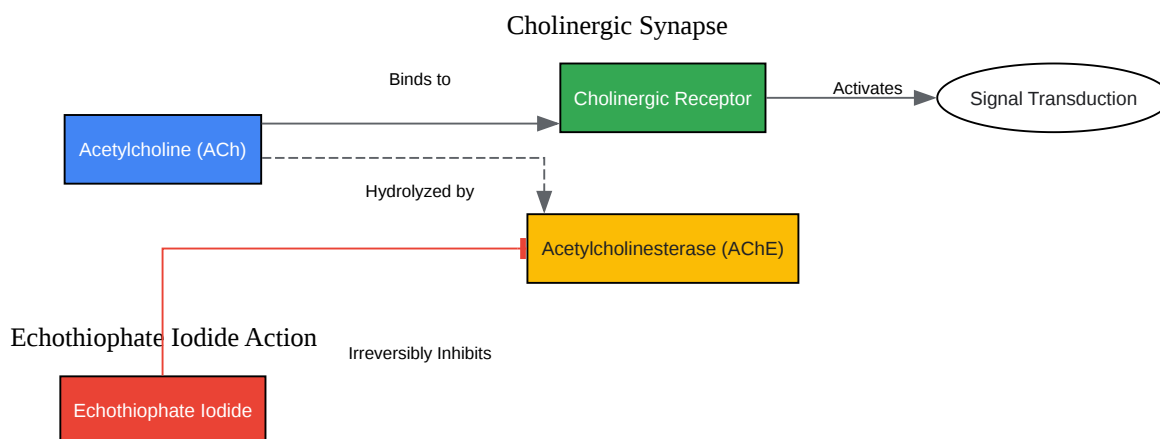 Cholinergic Synapse
Binds to
Cholinergic Receptor
Activates
Signal Transduction
Acetylcholine (ACh)
Hydrolyzed by
Acetylcholinesterase (AChE)
Echothiophate Iodide Action
Irreversibly Inhibits
Echothiophate Iodide